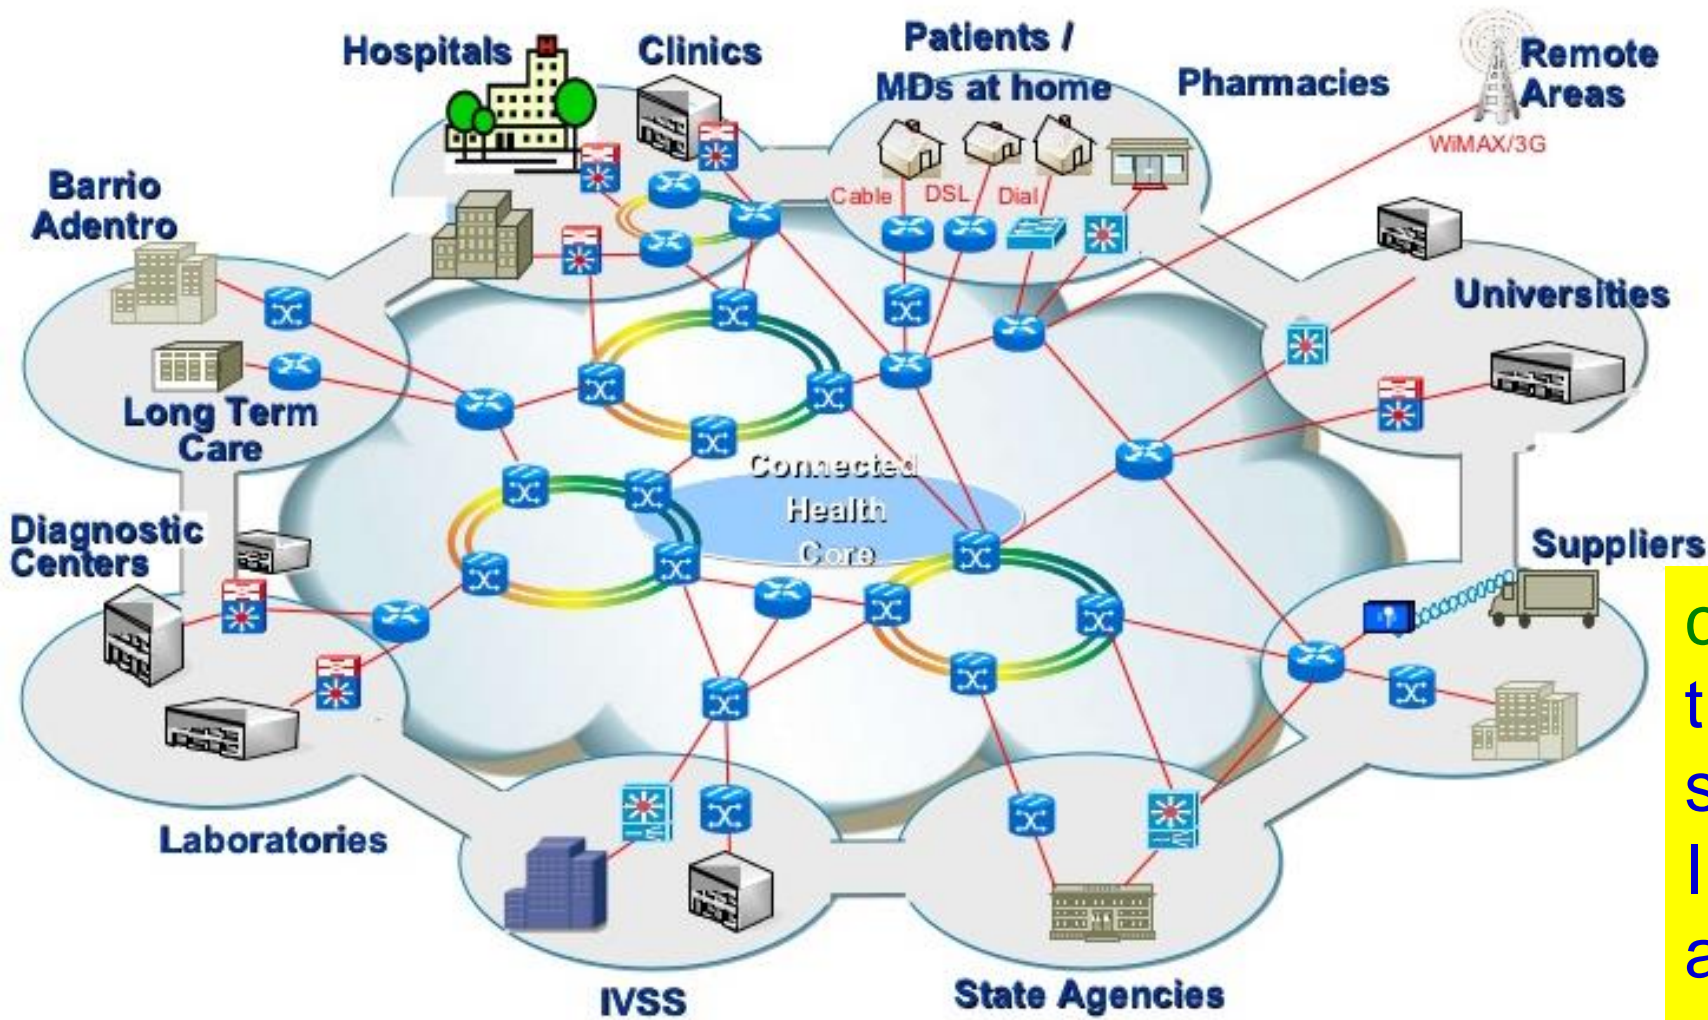 Hospitals
Clinics
Patients /
MDs at home
Pharmacies
Remote
Areas
WiMAX/3G
Barrio
Adentro
Cable
DSL
Dial
Universities
Long Term
Care
Connected
Health
Core
Diagnostic
Centers
Suppliers
Laboratories
IVSS
State Agencies